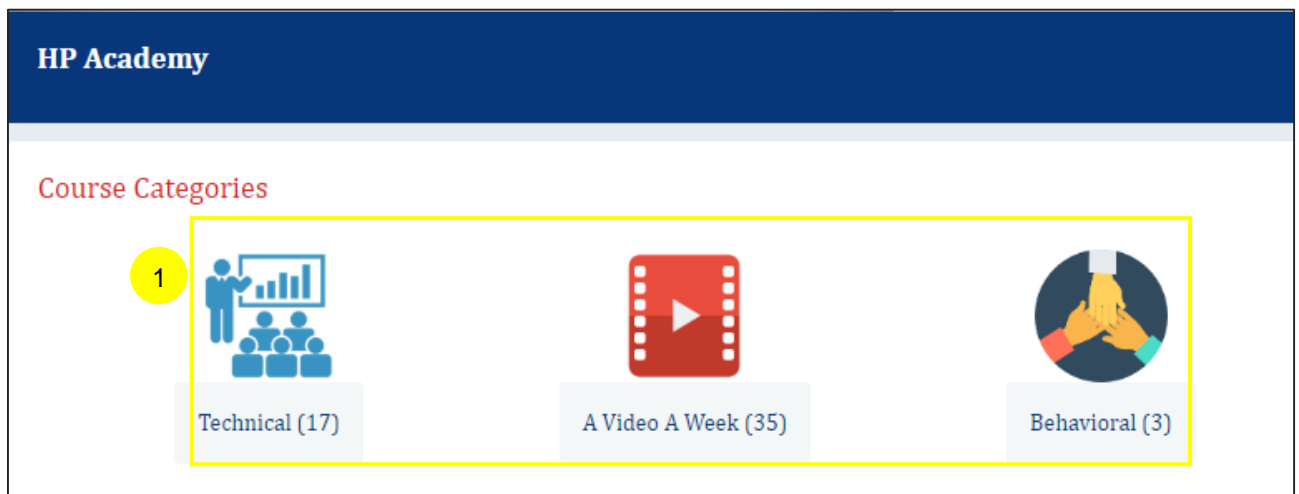 HP Academy
Course Categories
1
Technical (17)
A Video A Week (35)
Behavioral (3)